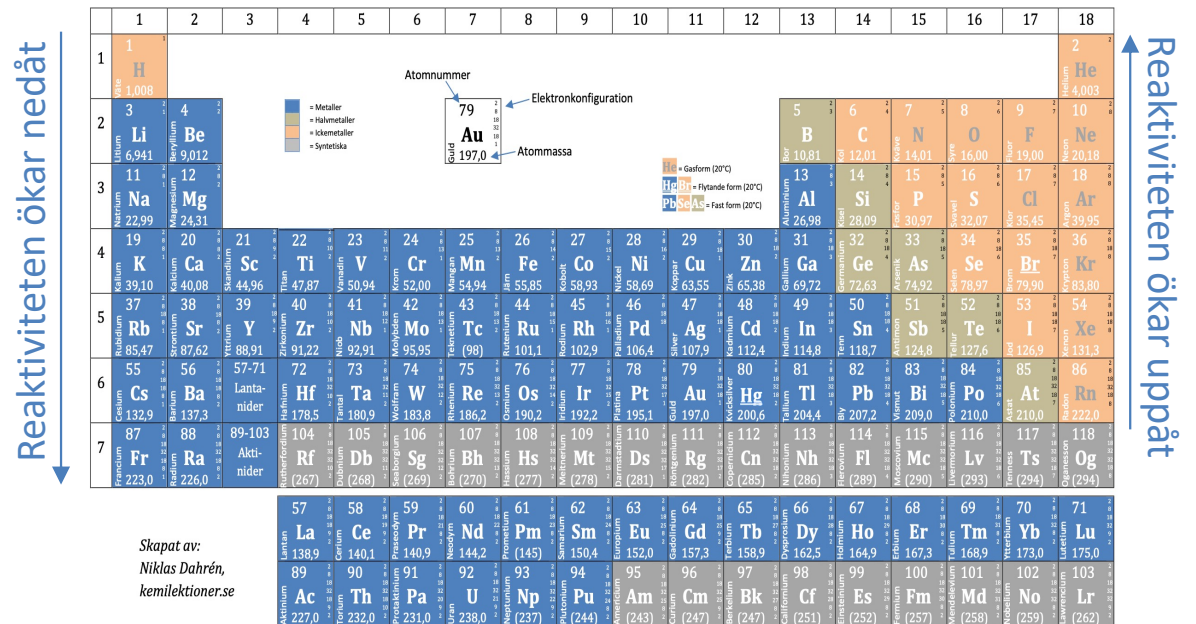 Reaktiviteten ökar nedåt
Reaktiviteten ökar uppåt
1 2 3 4 5 6 7 8 9 10 11 12 13 14 15 16 17 18
1
1 2
H He
Väte Helium
1,008 4,003
Atomnummer
Elektronkonfiguration
Atommassa
79
Au
Guld
197,0
= Metaller
= Halvmetaller
= Ickemetaller
= Syntetiska
He = Gasform (20°C)
Hg Br = Flytande form (20°C)
Pb Se As = Fast form (20°C)
2
3 4 5 6 7 8 9 10
Li Be B C N O F Ne
Litium Beryllium Bor Kol Kväve Syre Fluor Neon
6,941 9,012 10,81 12,01 14,01 16,00 19,00 20,18
3
11 12 13 14 15 16 17 18
Na Mg Al Si P S Cl Ar
Natrium Magnesium Aluminium Kisel Fosfor Svavel Klor Argon
22,99 24,31 26,98 28,09 30,97 32,07 35,45 39,95
4
19 20 21 22 23 24 25 26 27 28 29 30 31 32 33 34 35 36
K Ca Sc Ti V Cr Mn Fe Co Ni Cu Zn Ga Ge As Se Br Kr
Kalium Kalcium Skandium Titan Vanadin Krom Mangan Järn Kobolt Nickel Koppar Zink Gallium Germanium Arsenik Selen Brom Krypton
39,10 40,08 44,96 47,87 50,94 52,00 54,94 55,85 58,93 58,69 63,55 65,38 69,72 72,63 74,92 78,97 79,90 83,80
5
37 38 39 40 41 42 43 44 45 46 47 48 49 50 51 52 53 54
Rb Sr Y Zr Nb Mo Tc Ru Rh Pd Ag Cd In Sn Sb Te I Xe
Rubidium Strontium Yttrium Zirkonium Niob Molybden Teknetium Rutenium Rodium Palladium Silver Kadmium Indium Tenn Antimon Tellur Jod Xenon
85,47 87,62 88,91 91,22 92,91 95,95 (98) 101,1 102,9 106,4 107,9 112,4 114,8 118,7 124,8 127,6 126,9 131,3
6
55 56 57-71 72 73 74 75 76 77 78 79 80 81 82 83 84 85 86
Cs Ba Lanta-nider Hf Ta W Re Os Ir Pt Au Hg Tl Pb Bi Po At Rn
Cesium Barium Hafnium Tantal Wolfram Rhenium Osmium Iridium Platina Guld Kvicksilver Tallium Bly Vismut Polonium Astat Radon
132,9 137,3 178,5 180,9 183,8 186,2 190,2 192,2 195,1 197,0 200,6 204,4 207,2 209,0 210,0 210,0 222,0
7
87 88 89-103 104 105 106 107 108 109 110 111 112 113 114 115 116 117 118
Fr Ra Akti-nider Rf Db Sg Bh Hs Mt Ds Rg Cn Nh Fl Mc Lv Ts Og
Francium Radium Rutherfordium Dubnium Seaborgium Bohrium Hassium Meitnerium Darmstadtium Röntgenium Copernicium Nihonium Flerovium Moscovium Livermorium Tenness Oganesson
223,0 226,0 (267) (268) (269) (270) (277) (278) (281) (282) (285) (286) (289) (290) (293) (294) (294)
57 58 59 60 61 62 63 64 65 66 67 68 69 70 71
La Ce Pr Nd Pm Sm Eu Gd Tb Dy Ho Er Tm Yb Lu
Lantan Cerium Praseodym Neodym Prometium Samarium Europium Gadolinium Terbium Dysprosium Holmium Erbium Tulium Ytterbium Lutetium
138,9 140,1 140,9 144,2 (145) 150,4 152,0 157,3 158,9 162,5 164,9 167,3 168,9 173,0 175,0
89 90 91 92 93 94 95 96 97 98 99 100 101 102 103
Ac Th Pa U Np Pu Am Cm Bk Cf Es Fm Md No Lr
Aktinium Torium Protaktinium Uran Neptunium Plutonium Americium Curium Berkelium Californium Einsteinium Fermium Mendelevium Nobelium Lawrencium
227,0 232,0 231,0 238,0 (237) (244) (243) (247) (247) (251) (252) (257) (258) (259) (262)
Skapat av:
Niklas Dahrén,
kemilektioner.se